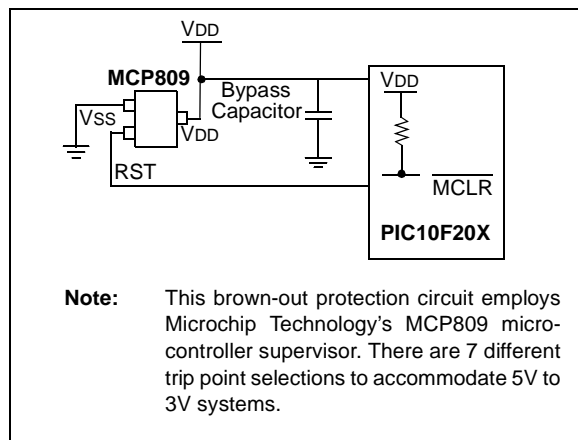 VDD
MCP809
VSS
VDD
RST
Bypass
Capacitor
VDD
MCLR
PIC10F20X
Note: This brown-out protection circuit employs
Microchip Technology's MCP809 micro-
controller supervisor. There are 7 different
trip point selections to accommodate 5V to
3V systems.